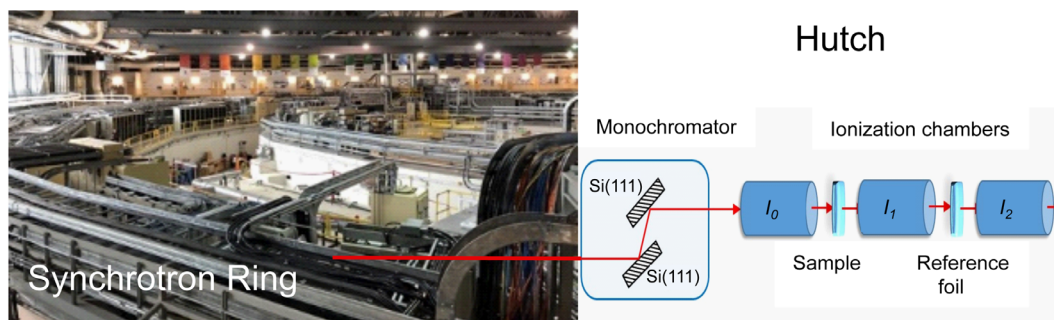 Hutch
Monochromator
Ionization chambers
Si(111)
I0
I1
I2
Si(111)
Synchrotron Ring
Sample
Reference
foil